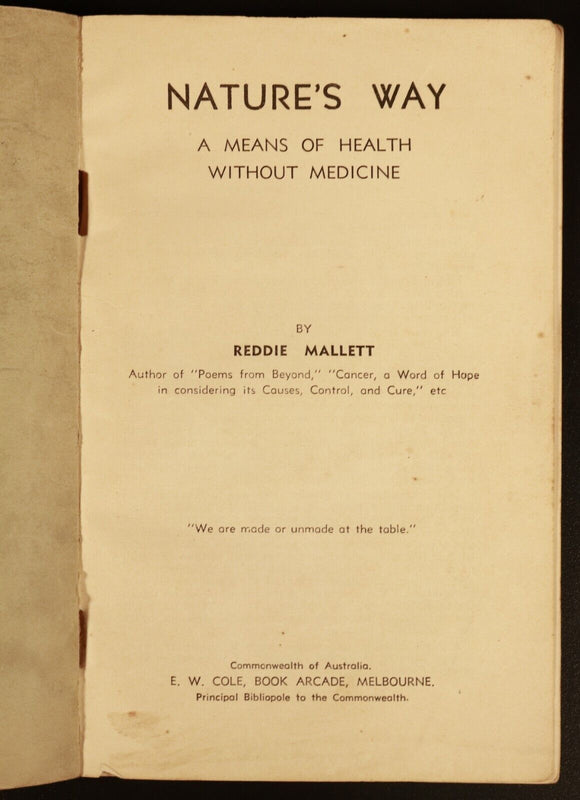 NATURE'S WAY
A MEANS OF HEALTH
WITHOUT MEDICINE
BY
REDDIE MALLETT
Author of "Poems from Beyond," "Cancer, a Word of Hope
in considering its Causes, Control, and Cure," etc
"We are made or unmade at the table."
Commonwealth of Australia.
E. W. COLE, BOOK ARCADE, MELBOURNE.
Principal Bibliopole to the Commonwealth.